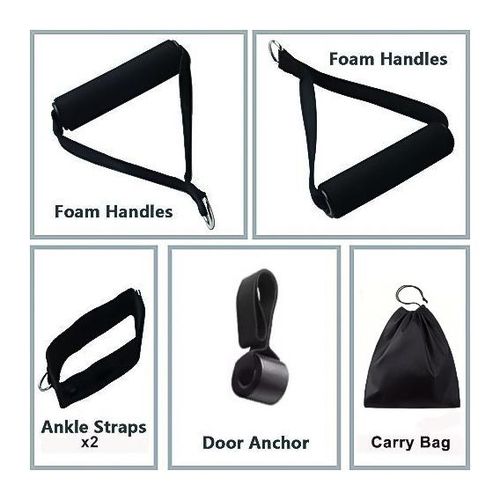 Foam Handles
Foam Handles
Ankle Straps
x2
Door Anchor
Carry Bag